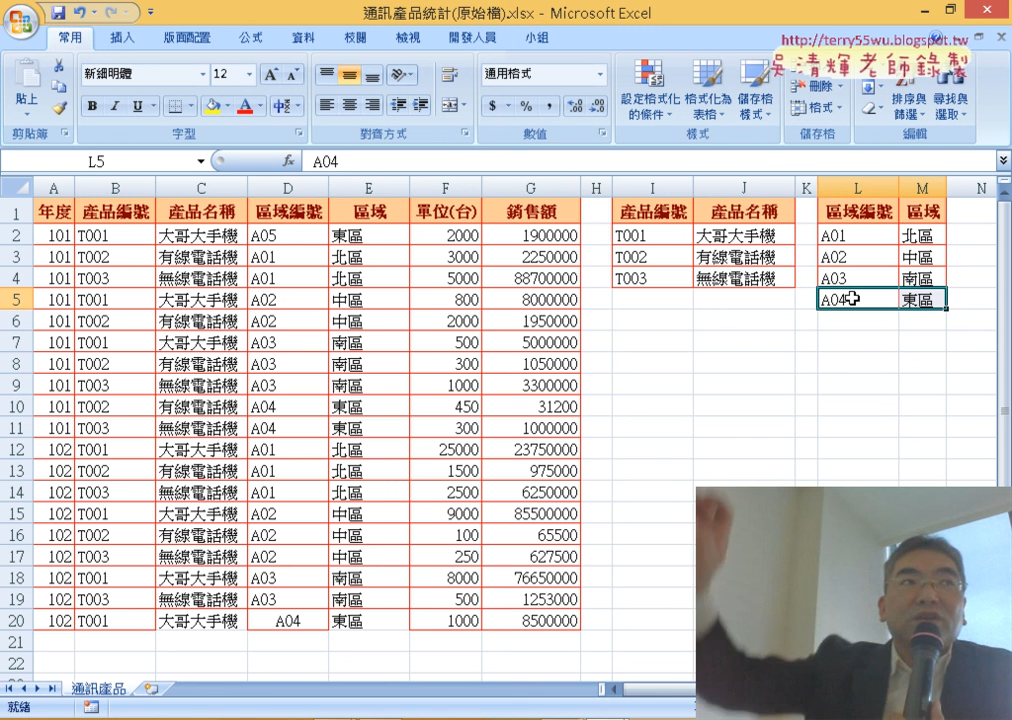 通訊產品統計(原始檔).xlsx - Microsoft Excel
常用 插入 版面配置 公式 資料 校閱 檢視 開發人員 小組
http://terry55wu.blogspot.tw
吳清輝老師錄製
貼上 新細明體 12 通用格式 設定格式化的條件 格式化為表格 儲存格樣式 刪除 格式 排序與篩選 尋找與選取
B I U A 中 $ % ,
剪貼簿 字型 對齊方式 數值 樣式 儲存格 編輯
L5 fx A04
A B C D E F G H I J K L M N
1 年度 產品編號 產品名稱 區域編號 區域 單位(台) 銷售額 產品編號 產品名稱 區域編號 區域
2 101 T001 大哥大手機 A05 東區 2000 1900000 T001 大哥大手機 A01 北區
3 101 T002 有線電話機 A01 北區 3000 2250000 T002 有線電話機 A02 中區
4 101 T003 無線電話機 A01 北區 5000 88700000 T003 無線電話機 A03 南區
5 101 T001 大哥大手機 A02 中區 800 8000000 A04 東區
6 101 T002 有線電話機 A02 中區 2000 1950000
7 101 T001 大哥大手機 A03 南區 500 5000000
8 101 T002 有線電話機 A03 南區 300 1050000
9 101 T003 無線電話機 A03 南區 1000 3300000
10 101 T002 有線電話機 A04 東區 450 31200
11 101 T003 無線電話機 A04 東區 300 1000000
12 102 T001 大哥大手機 A01 北區 25000 23750000
13 102 T002 有線電話機 A01 北區 1500 975000
14 102 T003 無線電話機 A01 北區 2500 6250000
15 102 T001 大哥大手機 A02 中區 9000 85500000
16 102 T002 有線電話機 A02 中區 100 65500
17 102 T003 無線電話機 A02 中區 250 627500
18 102 T001 大哥大手機 A03 南區 8000 76650000
19 102 T003 無線電話機 A03 南區 500 1253000
20 102 T001 大哥大手機 A04 東區 1000 8500000
21
22
通訊產品
就緒